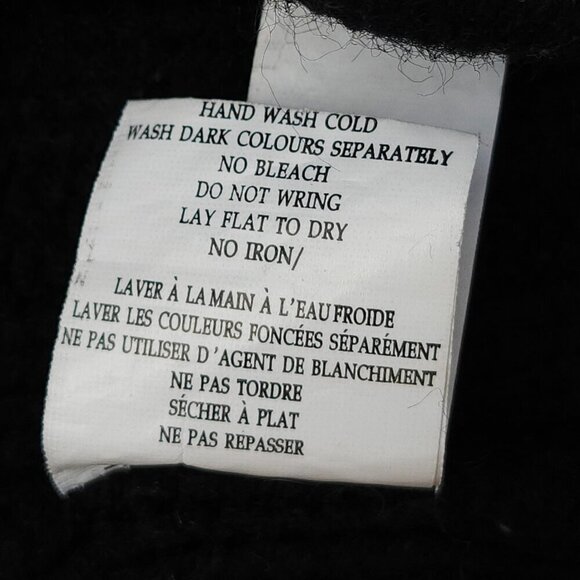 HAND WASH COLD
WASH DARK COLOURS SEPARATELY
NO BLEACH
DO NOT WRING
LAY FLAT TO DRY
NO IRON/
LAVER À LA MAIN À L'EAU FROIDE
LAVER LES COULEURS FONCÉES SÉPARÉMENT
NE PAS UTILISER D'AGENT DE BLANCHIMENT
NE PAS TORDRE
SÉCHER À PLAT
NE PAS REPASSER